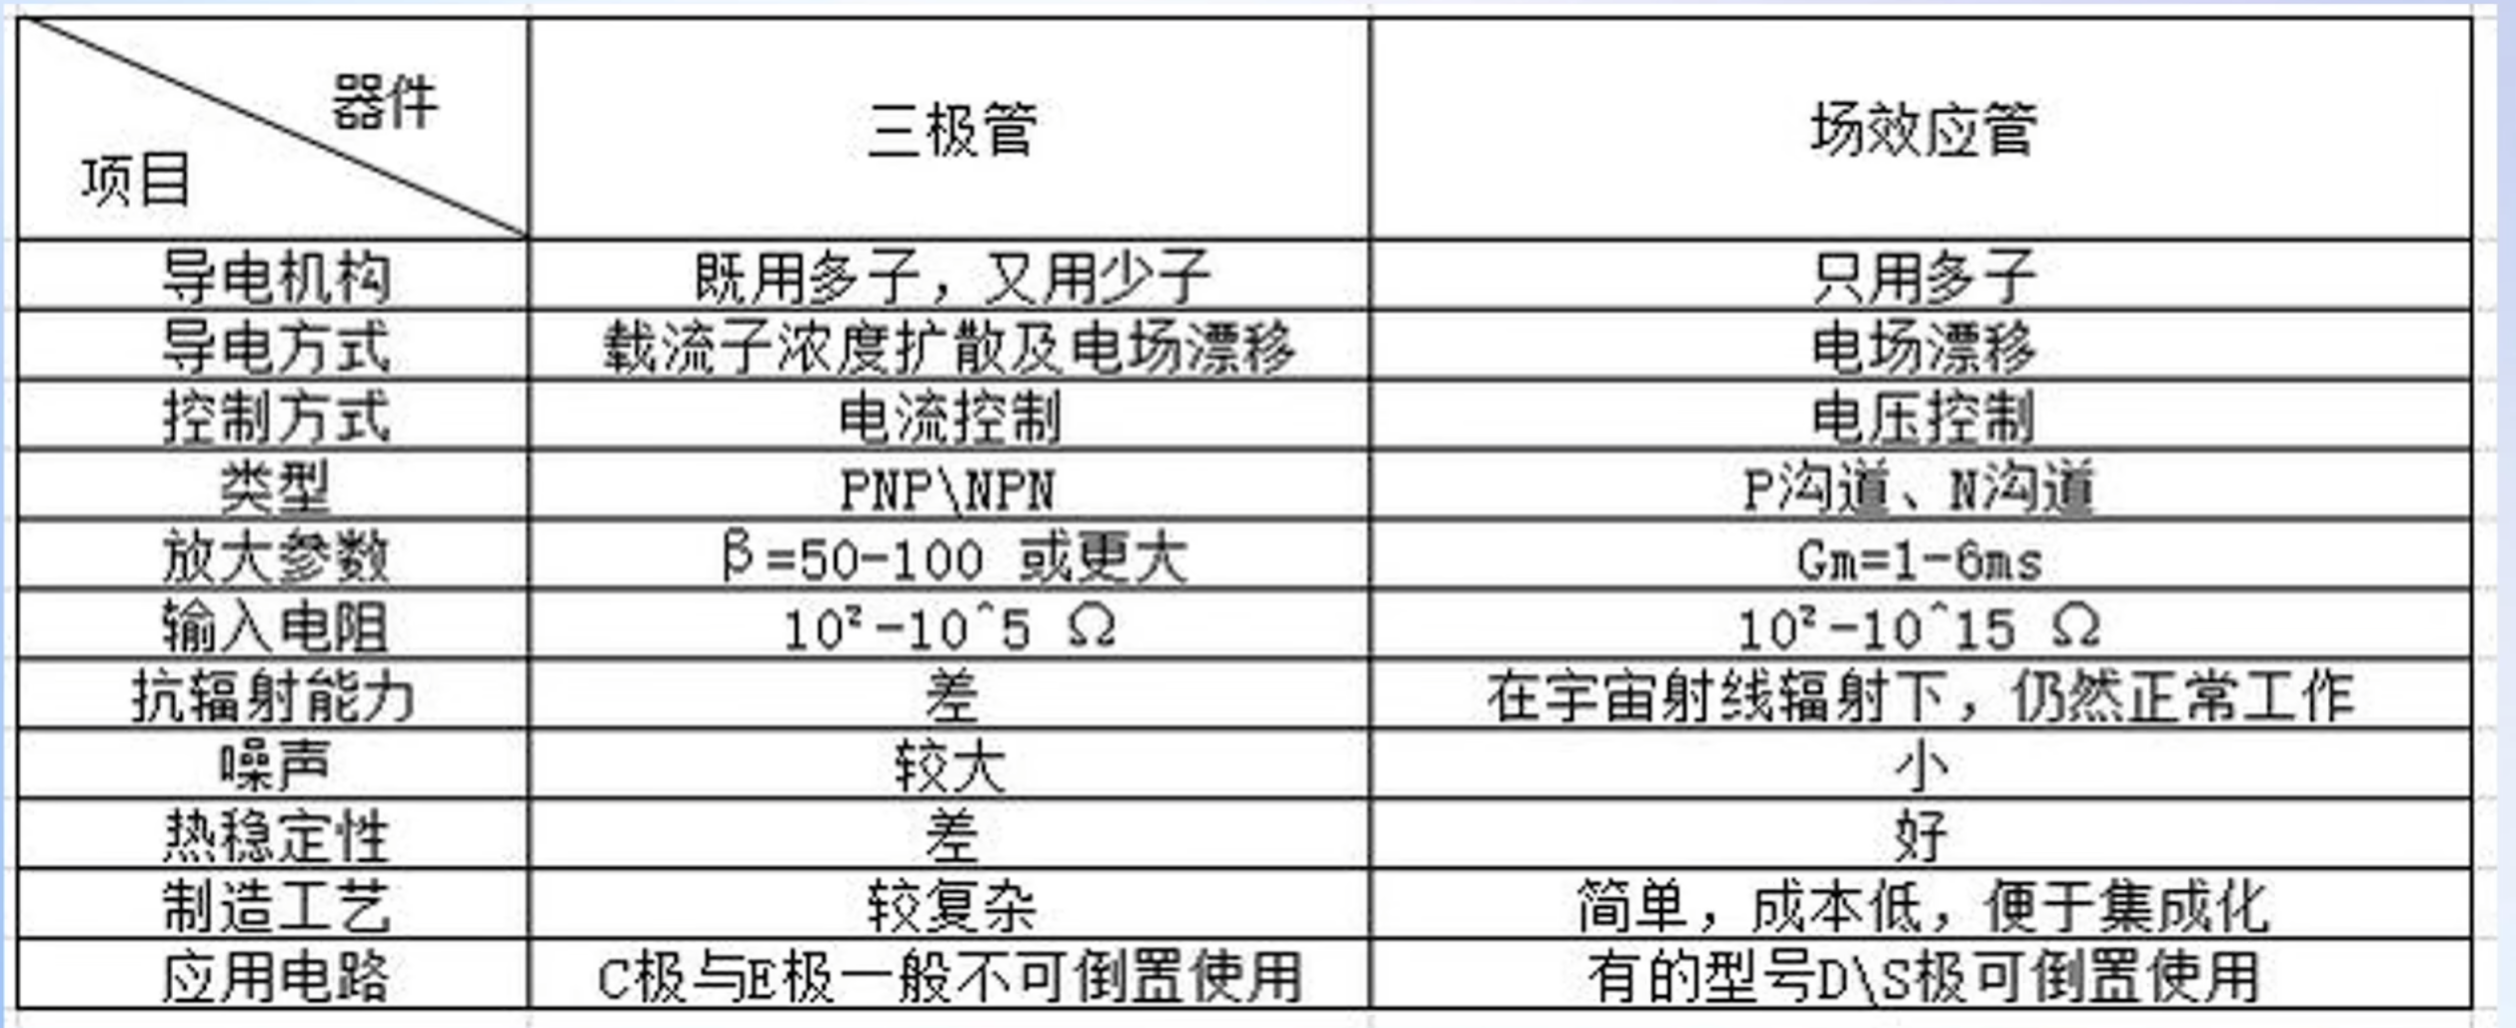 器件
项目
三极管
场效应管
导电机构 既用多子，又用少子 只用多子
导电方式 载流子浓度扩散及电场漂移 电场漂移
控制方式 电流控制 电压控制
类型 PNP\NPN P沟道、N沟道
放大参数 β=50-100 或更大 Gm=1-6ms
输入电阻 10²-10^5 Ω 10²-10^15 Ω
抗辐射能力 差 在宇宙射线辐射下，仍然正常工作
噪声 较大 小
热稳定性 差 好
制造工艺 较复杂 简单，成本低，便于集成化
应用电路 C极与E极一般不可倒置使用 有的型号D\S极可倒置使用